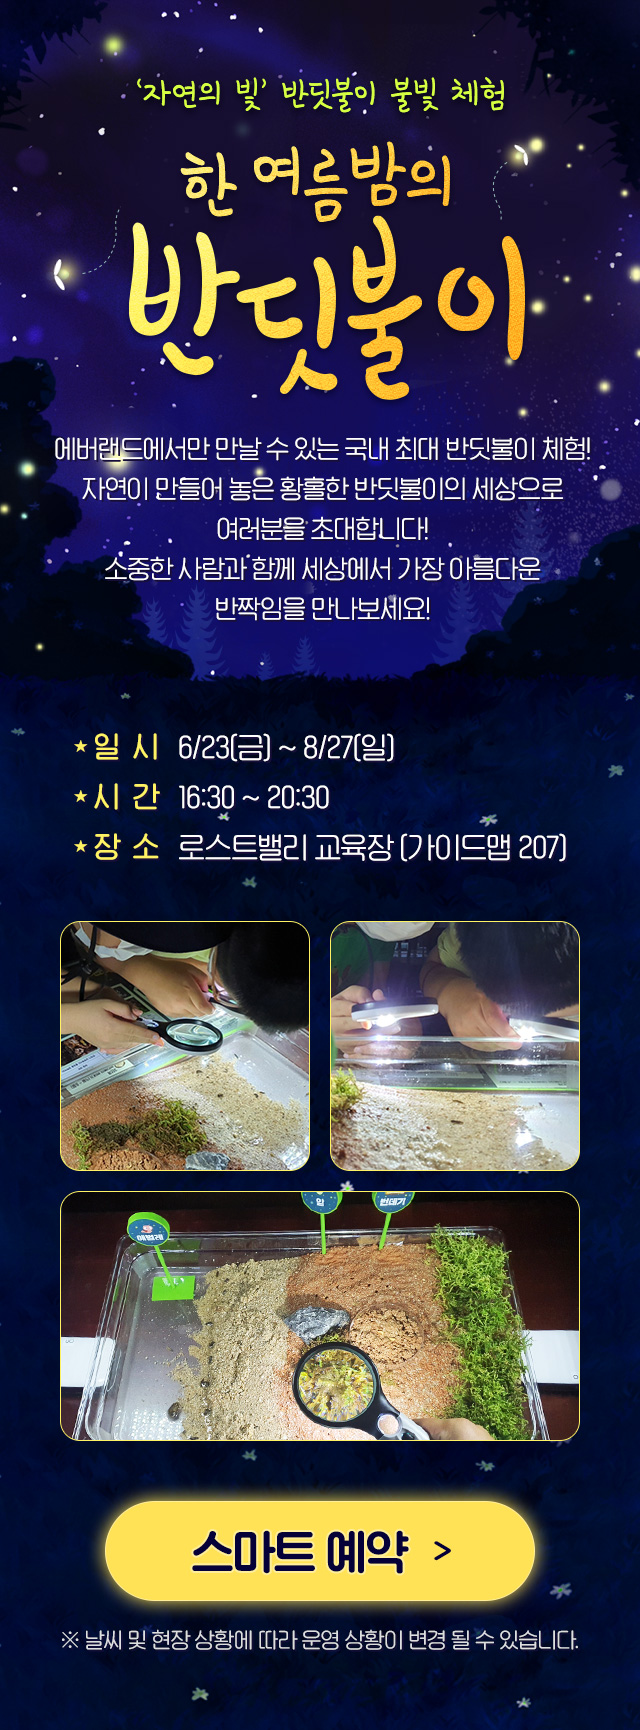 ‘자연의 빛’ 반딧불이 불빛 체험
한 여름밤의
반딧불이
에버랜드에서만 만날 수 있는 국내 최대 반딧불이 체험!
자연이 만들어 놓은 황홀한 반딧불이의 세상으로
여러분을 초대합니다!
소중한 사람과 함께 세상에서 가장 아름다운
반짝임을 만나보세요!
★ 일 시 6/23(금) ~ 8/27(일)
★ 시 간 16:30 ~ 20:30
★ 장 소 로스트밸리 교육장 (가이드맵 207)
알
번데기
애벌레
스마트 예약 >
※ 날씨 및 현장 상황에 따라 운영 상황이 변경 될 수 있습니다.